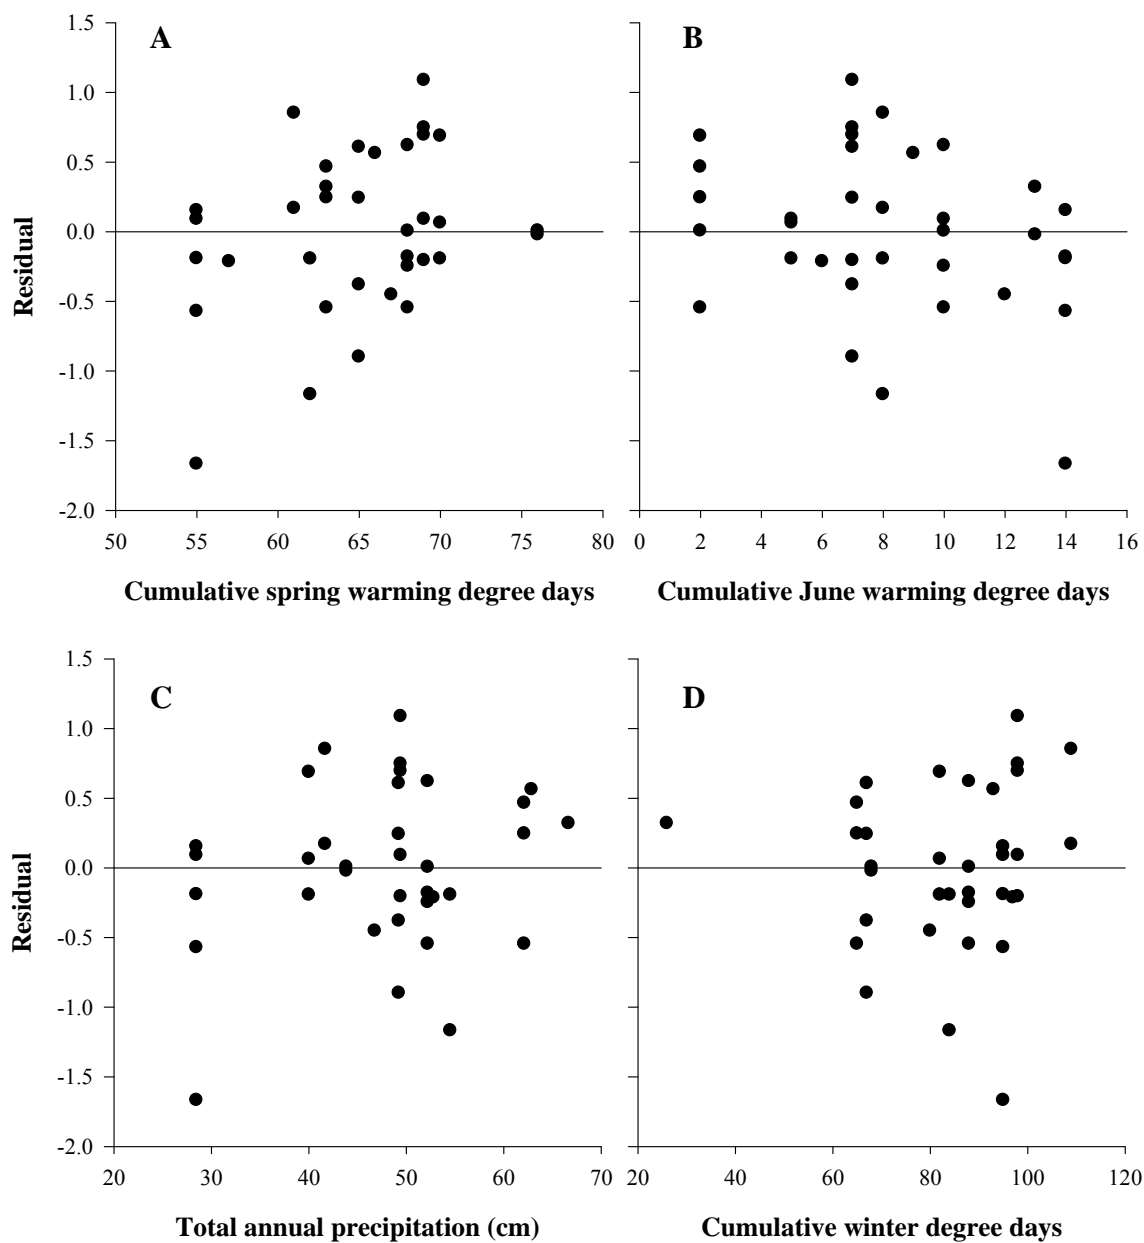 A
B
1.5
1.0
0.5
0.0
-0.5
-1.0
-1.5
-2.0
Residual
50 55 60 65 70 75 80
0 2 4 6 8 10 12 14 16
Cumulative spring warming degree days
Cumulative June warming degree days
C
D
1.5
1.0
0.5
0.0
-0.5
-1.0
-1.5
-2.0
Residual
20 30 40 50 60 70
20 40 60 80 100 120
Total annual precipitation (cm)
Cumulative winter degree days